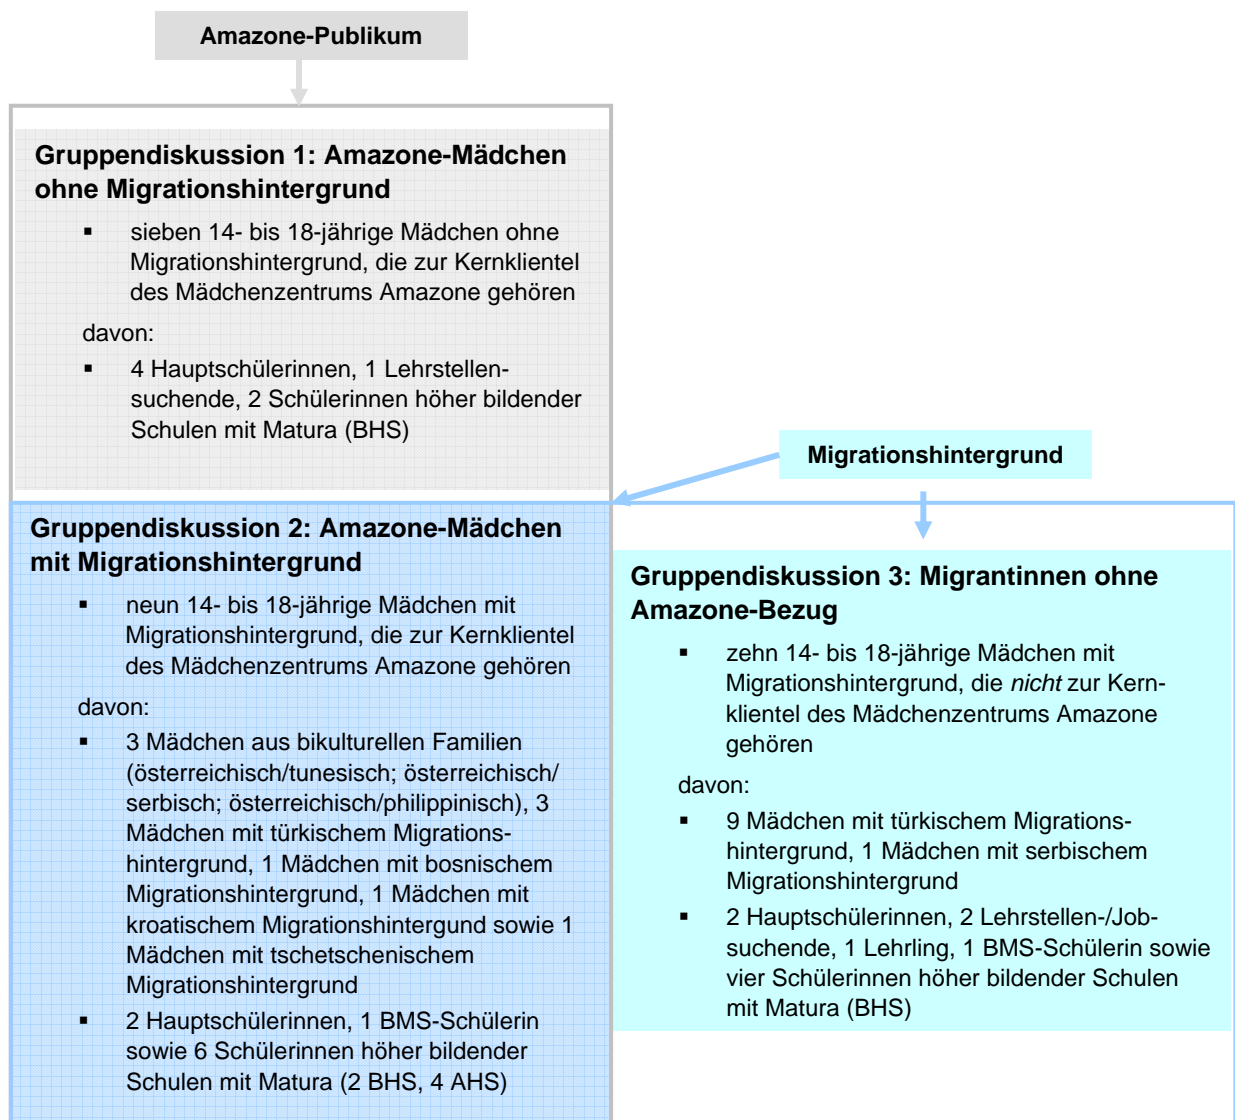 Amazone-Publikum
Gruppendiskussion 1: Amazone-Mädchen
ohne Migrationshintergrund
▪ sieben 14- bis 18-jährige Mädchen ohne
Migrationshintergrund, die zur Kernklientel
des Mädchenzentrums Amazone gehören
davon:
▪ 4 Hauptschülerinnen, 1 Lehrstellen-
suchende, 2 Schülerinnen höher bildender
Schulen mit Matura (BHS)
Migrationshintergrund
Gruppendiskussion 2: Amazone-Mädchen
mit Migrationshintergrund
▪ neun 14- bis 18-jährige Mädchen mit
Migrationshintergrund, die zur Kernklientel
des Mädchenzentrums Amazone gehören
davon:
▪ 3 Mädchen aus bikulturellen Familien
(österreichisch/tunesisch; österreichisch/
serbisch; österreichisch/philippinisch), 3
Mädchen mit türkischem Migrations-
hintergrund, 1 Mädchen mit bosnischem
Migrationshintergrund, 1 Mädchen mit
kroatischem Migrationshintergund sowie 1
Mädchen mit tschetschenischem
Migrationshintergrund
▪ 2 Hauptschülerinnen, 1 BMS-Schülerin
sowie 6 Schülerinnen höher bildender
Schulen mit Matura (2 BHS, 4 AHS)
Gruppendiskussion 3: Migrantinnen ohne
Amazone-Bezug
▪ zehn 14- bis 18-jährige Mädchen mit
Migrationshintergrund, die nicht zur Kern-
klientel des Mädchenzentrums Amazone
gehören
davon:
▪ 9 Mädchen mit türkischem Migrations-
hintergrund, 1 Mädchen mit serbischem
Migrationshintergrund
▪ 2 Hauptschülerinnen, 2 Lehrstellen-/Job-
suchende, 1 Lehrling, 1 BMS-Schülerin sowie
vier Schülerinnen höher bildender Schulen
mit Matura (BHS)